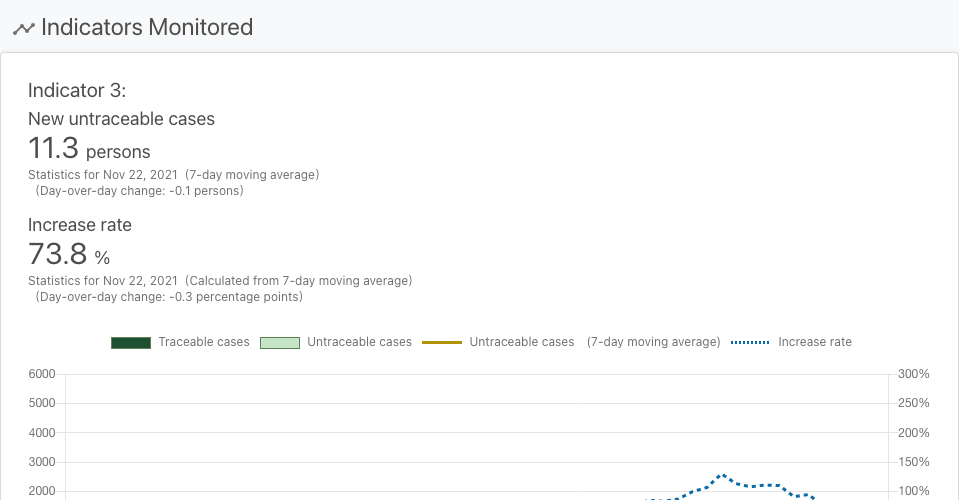 Indicators Monitored
Indicator 3:
New untraceable cases
11.3 persons
Statistics for Nov 22, 2021 (7-day moving average)
(Day-over-day change: -0.1 persons)
Increase rate
73.8 %
Statistics for Nov 22, 2021 (Calculated from 7-day moving average)
(Day-over-day change: -0.3 percentage points)
Traceable cases Untraceable cases Untraceable cases (7-day moving average) Increase rate
6000 300%
5000 250%
4000 200%
3000 150%
2000 100%